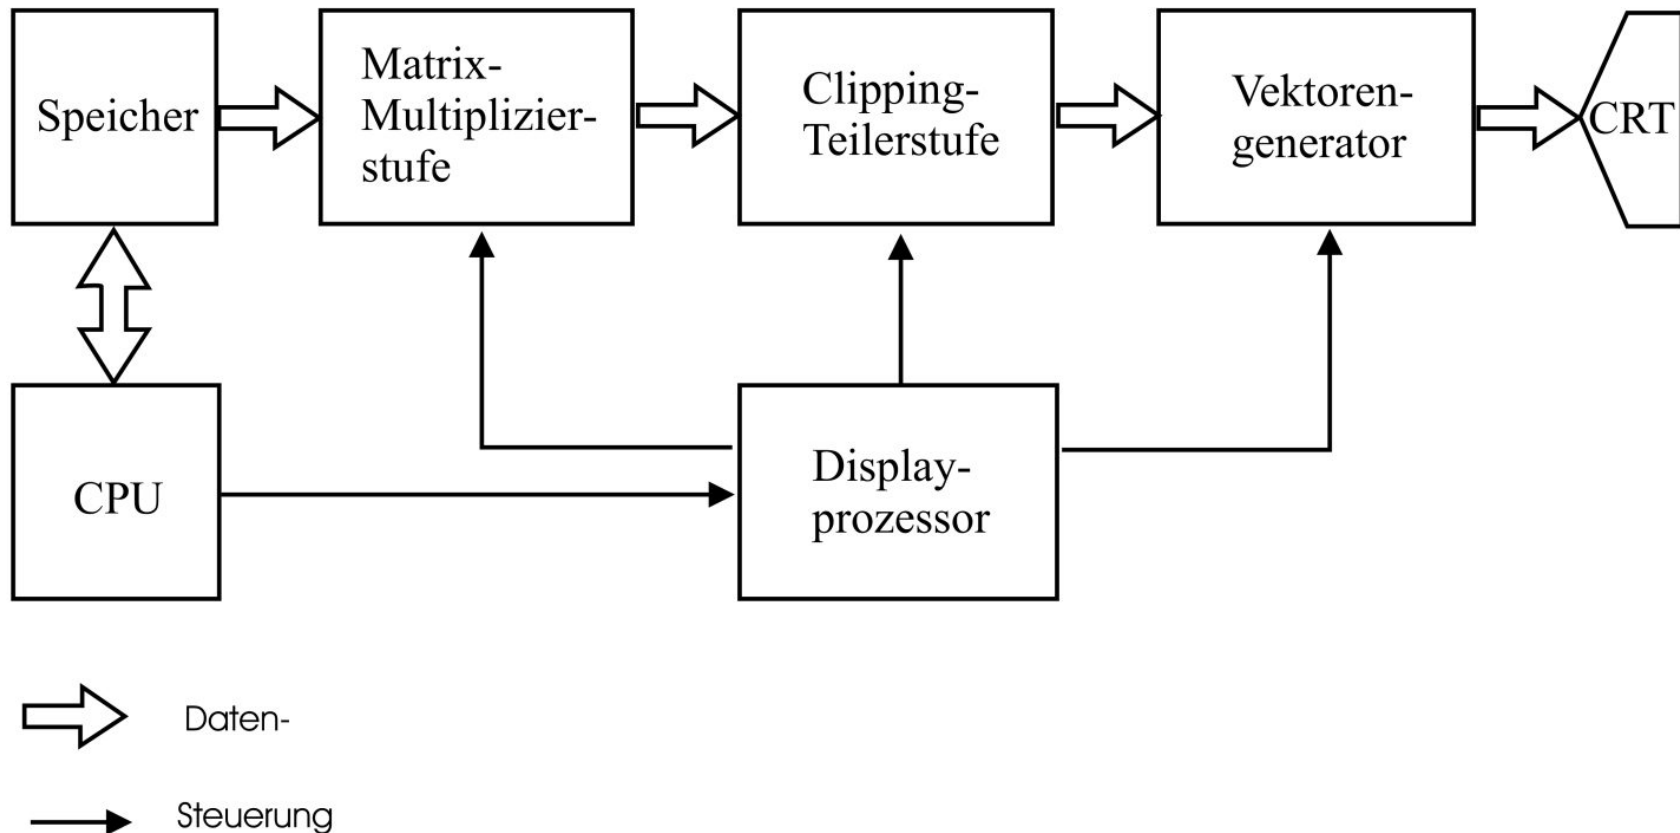 Speicher
Matrix-
Multiplizier-
stufe
Clipping-
Teilerstufe
Vektoren-
generator
CRT
CPU
Display-
prozessor
Daten-
Steuerung